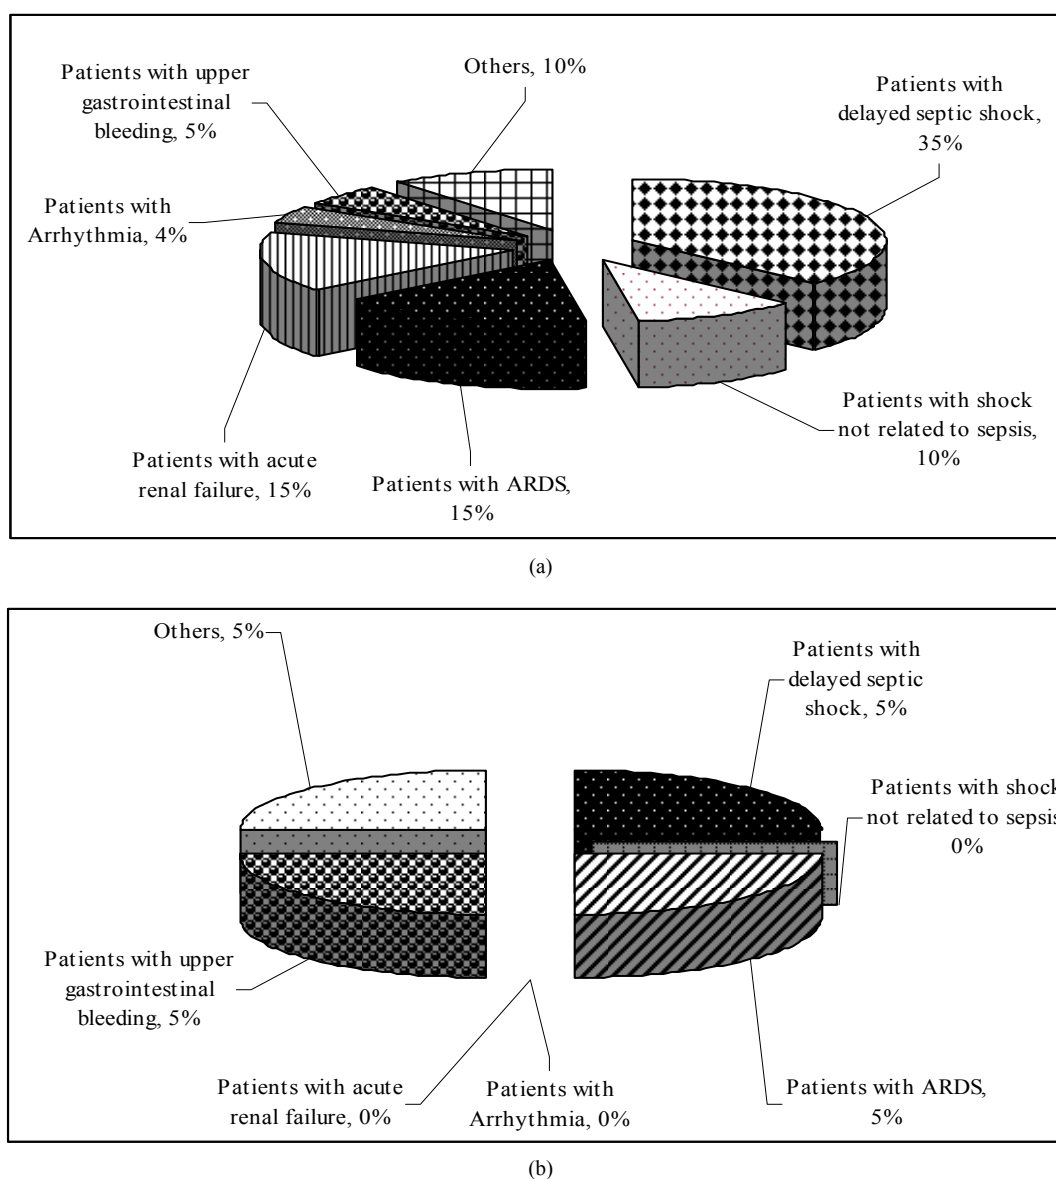 Others, 10%
Patients with upper
gastrointestinal
bleeding, 5%
Patients with
delayed septic shock,
35%
Patients with
Arrhythmia, 4%
Patients with shock
not related to sepsis,
10%
Patients with acute
renal failure, 15%
Patients with ARDS,
15%
(a)
Others, 5%
Patients with
delayed septic
shock, 5%
Patients with shock
not related to sepsis
0%
Patients with upper
gastrointestinal
bleeding, 5%
Patients with acute
renal failure, 0%
Patients with
Arrhythmia, 0%
Patients with ARDS,
5%
(b)